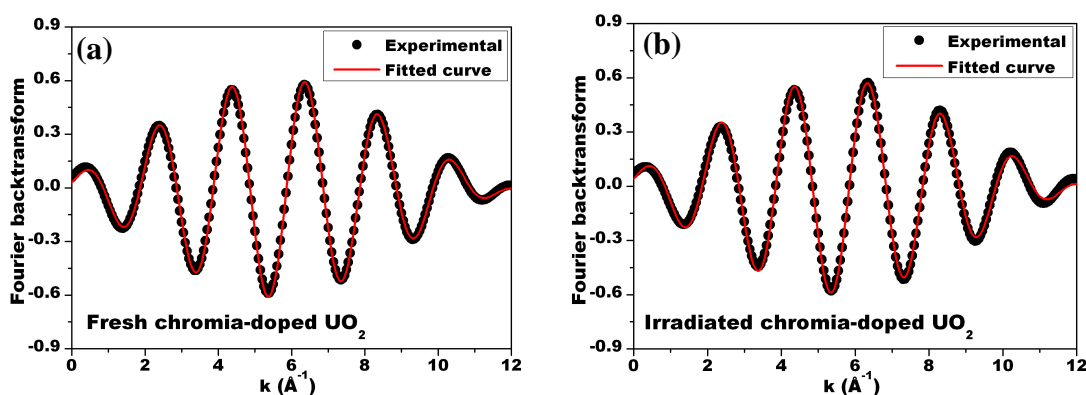 (a)
Experimental
Fitted curve
Fourier backtransform
0.9
0.6
0.3
0.0
-0.3
-0.6
-0.9
Fresh chromia-doped UO₂
0 2 4 6 8 10 12
k (Å⁻¹)
(b)
Experimental
Fitted curve
Fourier backtransform
0.9
0.6
0.3
0.0
-0.3
-0.6
-0.9
Irradiated chromia-doped UO₂
0 2 4 6 8 10 12
k (Å⁻¹)